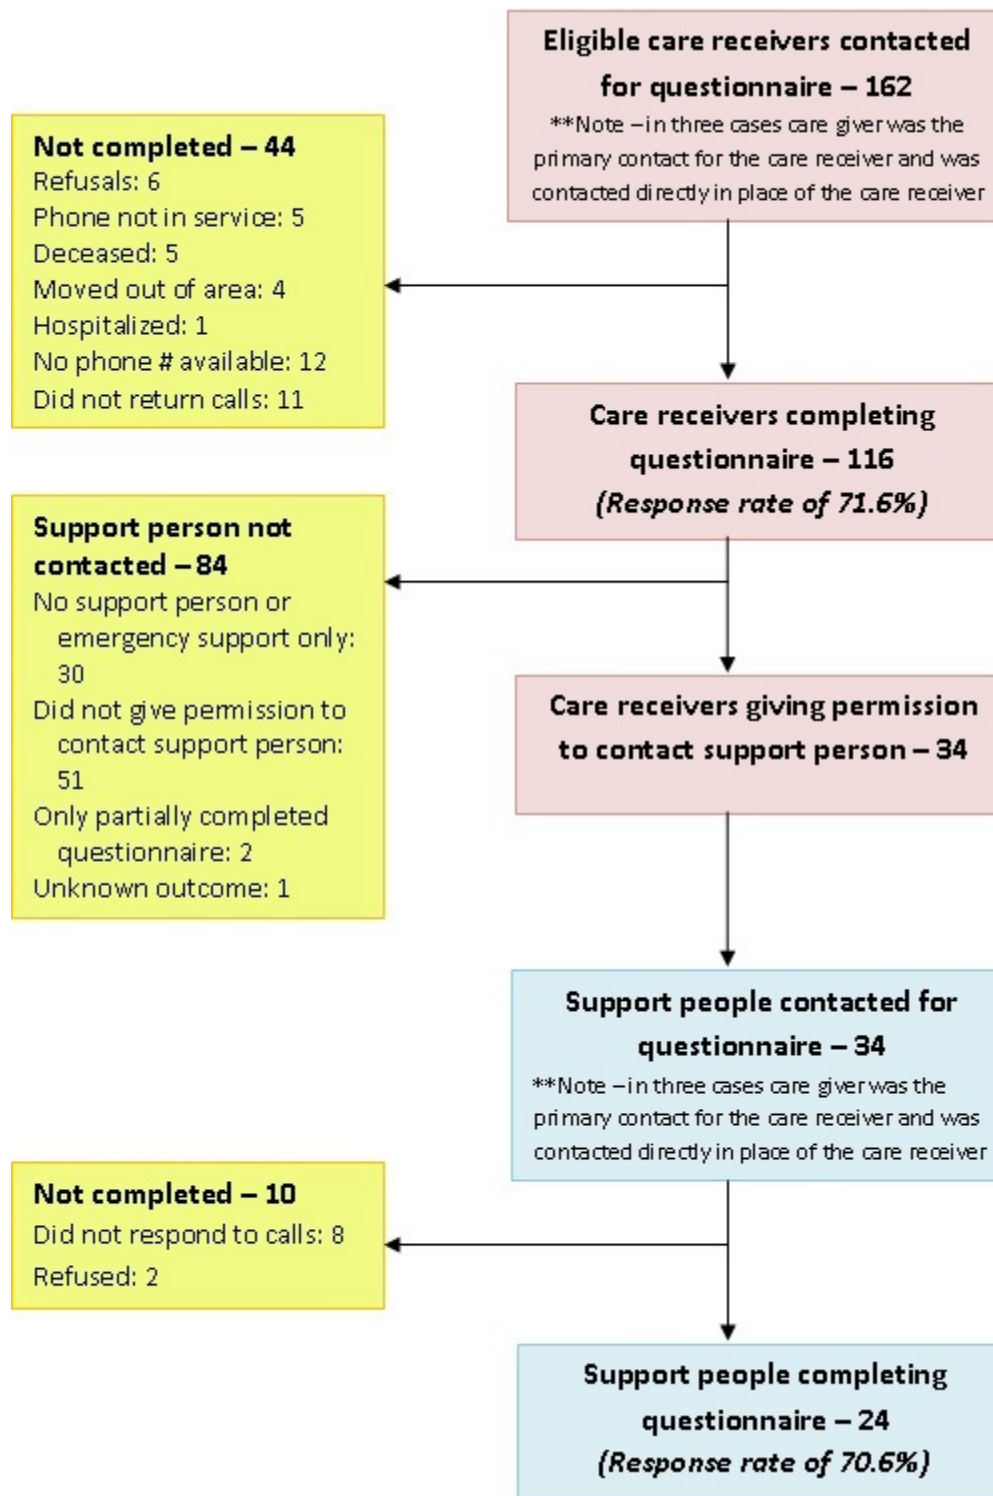 Eligible care receivers contacted
for questionnaire – 162
**Note – in three cases care giver was the
primary contact for the care receiver and was
contacted directly in place of the care receiver
Not completed – 44
Refusals: 6
Phone not in service: 5
Deceased: 5
Moved out of area: 4
Hospitalized: 1
No phone # available: 12
Did not return calls: 11
Care receivers completing
questionnaire – 116
(Response rate of 71.6%)
Support person not
contacted – 84
No support person or
emergency support only:
30
Did not give permission to
contact support person:
51
Only partially completed
questionnaire: 2
Unknown outcome: 1
Care receivers giving permission
to contact support person – 34
Support people contacted for
questionnaire – 34
**Note – in three cases care giver was the
primary contact for the care receiver and was
contacted directly in place of the care receiver
Not completed – 10
Did not respond to calls: 8
Refused: 2
Support people completing
questionnaire – 24
(Response rate of 70.6%)